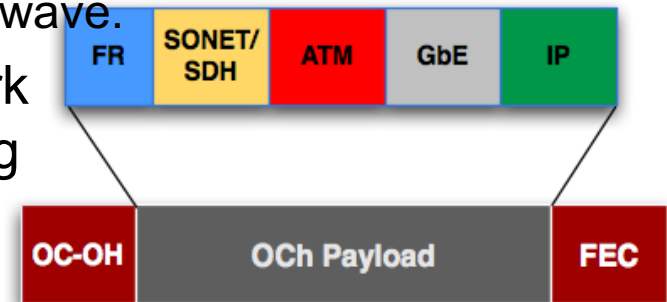 wave.
FR SONET/ SDH ATM GbE IP
rk
g
OC-OH OCh Payload FEC